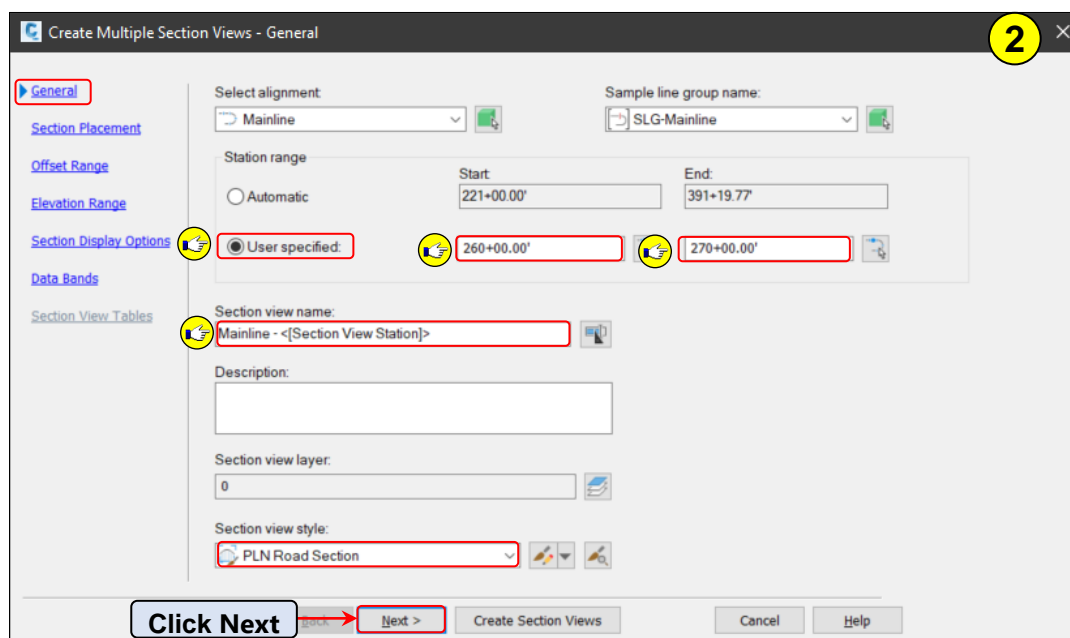 Create Multiple Section Views - General
2
General
Section Placement
Offset Range
Elevation Range
Section Display Options
Data Bands
Section View Tables
Select alignment:
Mainline
Sample line group name:
SLG-Mainline
Station range
Start:
End:
Automatic
221+00.00'
391+19.77'
User specified:
260+00.00'
270+00.00'
Section view name:
Mainline - <[Section View Station]>
Description:
Section view layer:
0
Section view style:
PLN Road Section
Click Next
Back
Next >
Create Section Views
Cancel
Help